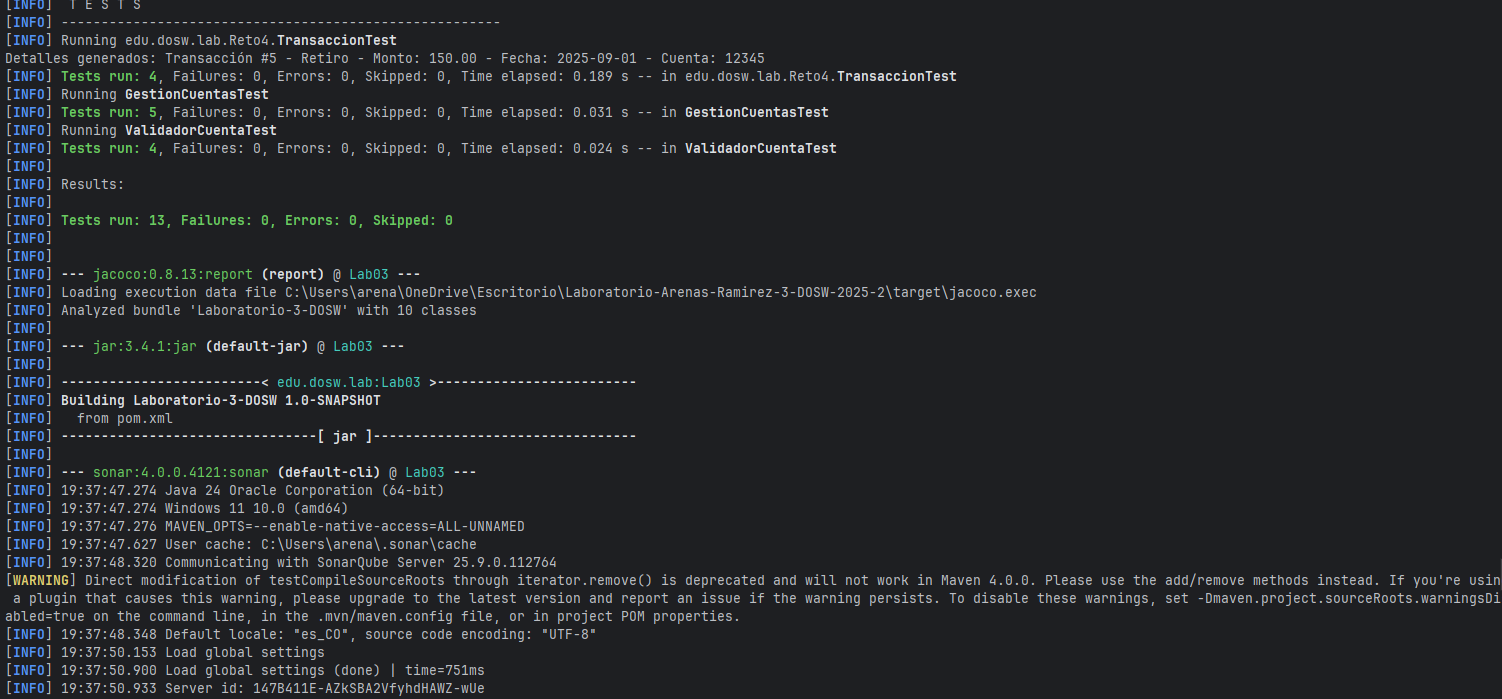 [INFO]  T E S T S
[INFO] -------------------------------------------------------
[INFO] Running edu.dosw.lab.Reto4.TransaccionTest
Detalles generados: Transacción #5 - Retiro - Monto: 150.00 - Fecha: 2025-09-01 - Cuenta: 12345
[INFO] Tests run: 4, Failures: 0, Errors: 0, Skipped: 0, Time elapsed: 0.189 s -- in edu.dosw.lab.Reto4.TransaccionTest
[INFO] Running GestionCuentasTest
[INFO] Tests run: 5, Failures: 0, Errors: 0, Skipped: 0, Time elapsed: 0.031 s -- in GestionCuentasTest
[INFO] Running ValidadorCuentaTest
[INFO] Tests run: 4, Failures: 0, Errors: 0, Skipped: 0, Time elapsed: 0.024 s -- in ValidadorCuentaTest
[INFO]
[INFO] Results:
[INFO]
[INFO] Tests run: 13, Failures: 0, Errors: 0, Skipped: 0
[INFO]
[INFO]
[INFO] --- jacoco:0.8.13:report (report) @ Lab03 ---
[INFO] Loading execution data file C:\Users\arena\OneDrive\Escritorio\Laboratorio-Arenas-Ramirez-3-DOSW-2025-2\target\jacoco.exec
[INFO] Analyzed bundle 'Laboratorio-3-DOSW' with 10 classes
[INFO]
[INFO] --- jar:3.4.1:jar (default-jar) @ Lab03 ---
[INFO]
[INFO] -------------------------< edu.dosw.lab:Lab03 >-------------------------
[INFO] Building Laboratorio-3-DOSW 1.0-SNAPSHOT
[INFO]   from pom.xml
[INFO] --------------------------------[ jar ]---------------------------------
[INFO]
[INFO] --- sonar:4.0.0.4121:sonar (default-cli) @ Lab03 ---
[INFO] 19:37:47.274 Java 24 Oracle Corporation (64-bit)
[INFO] 19:37:47.274 Windows 11 10.0 (amd64)
[INFO] 19:37:47.276 MAVEN_OPTS=--enable-native-access=ALL-UNNAMED
[INFO] 19:37:47.627 User cache: C:\Users\arena\.sonar\cache
[INFO] 19:37:48.320 Communicating with SonarQube Server 25.9.0.112764
[WARNING] Direct modification of testCompileSourceRoots through iterator.remove() is deprecated and will not work in Maven 4.0.0. Please use the add/remove methods instead. If you're usin
 a plugin that causes this warning, please upgrade to the latest version and report an issue if the warning persists. To disable these warnings, set -Dmaven.project.sourceRoots.warningsDi
abled=true on the command line, in the .mvn/maven.config file, or in project POM properties.
[INFO] 19:37:48.348 Default locale: "es_CO", source code encoding: "UTF-8"
[INFO] 19:37:50.153 Load global settings
[INFO] 19:37:50.900 Load global settings (done) | time=751ms
[INFO] 19:37:50.933 Server id: 147B411E-AZkSBA2VfyhdHAWZ-wUe